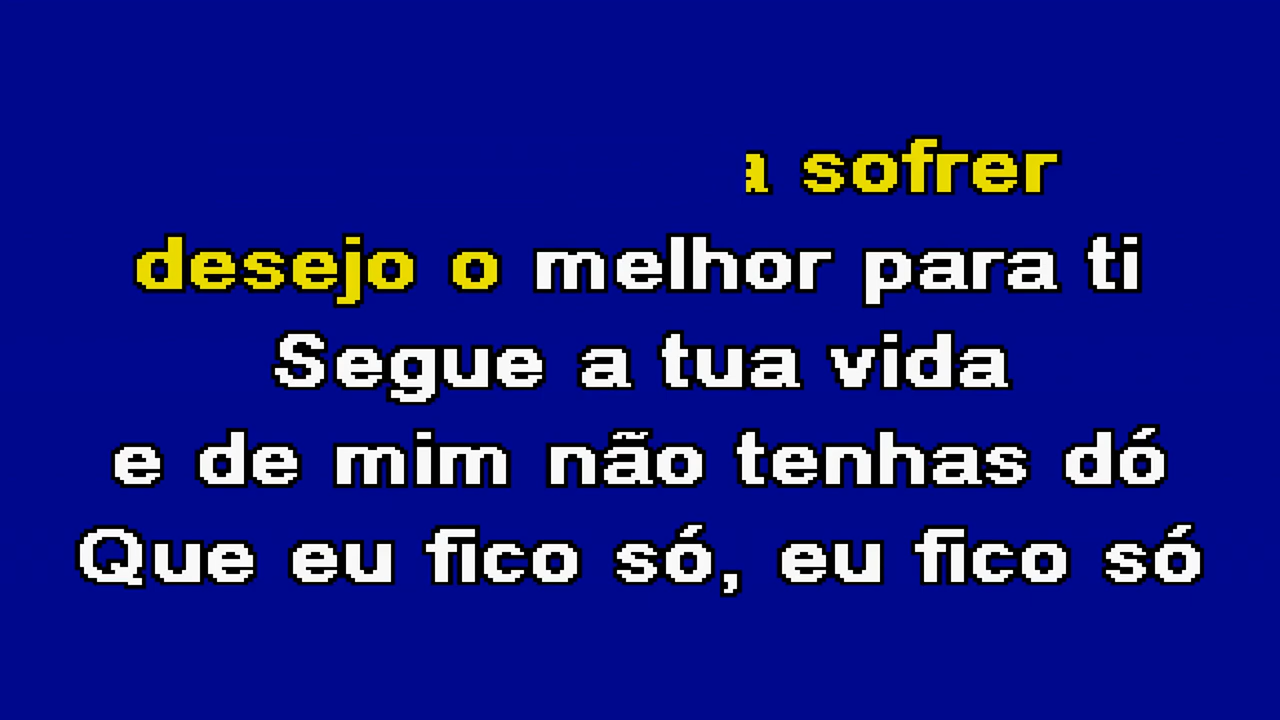 a sofrer
desejo o melhor para ti
Segue a tua vida
e de mim não tenhas dó
Que eu fico só, eu fico só